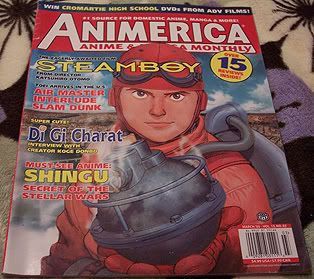 WIN CROMARTIE HIGH SCHOOL DVDS FROM ADV FILMS!
#1 SOURCE FOR DOMESTIC ANIME, MANGA & MORE!
ANIMERICA
ANIME & MONTHLY
STEAMBOY
FROM DIRECTOR
KATSUHIRO OTOMO
OVER
15
REVIEWS
INSIDE!
TOEI ARRIVES IN THE U.S
AIR MASTER
INTERLUDE
SLAM DUNK
SUPER CUTE!
Di Gi Charat
INTERVIEW WITH
CREATOR KOGE DONBO
MUST-SEE ANIME:
SHINGU
SECRET OF THE
STELLAR WARS